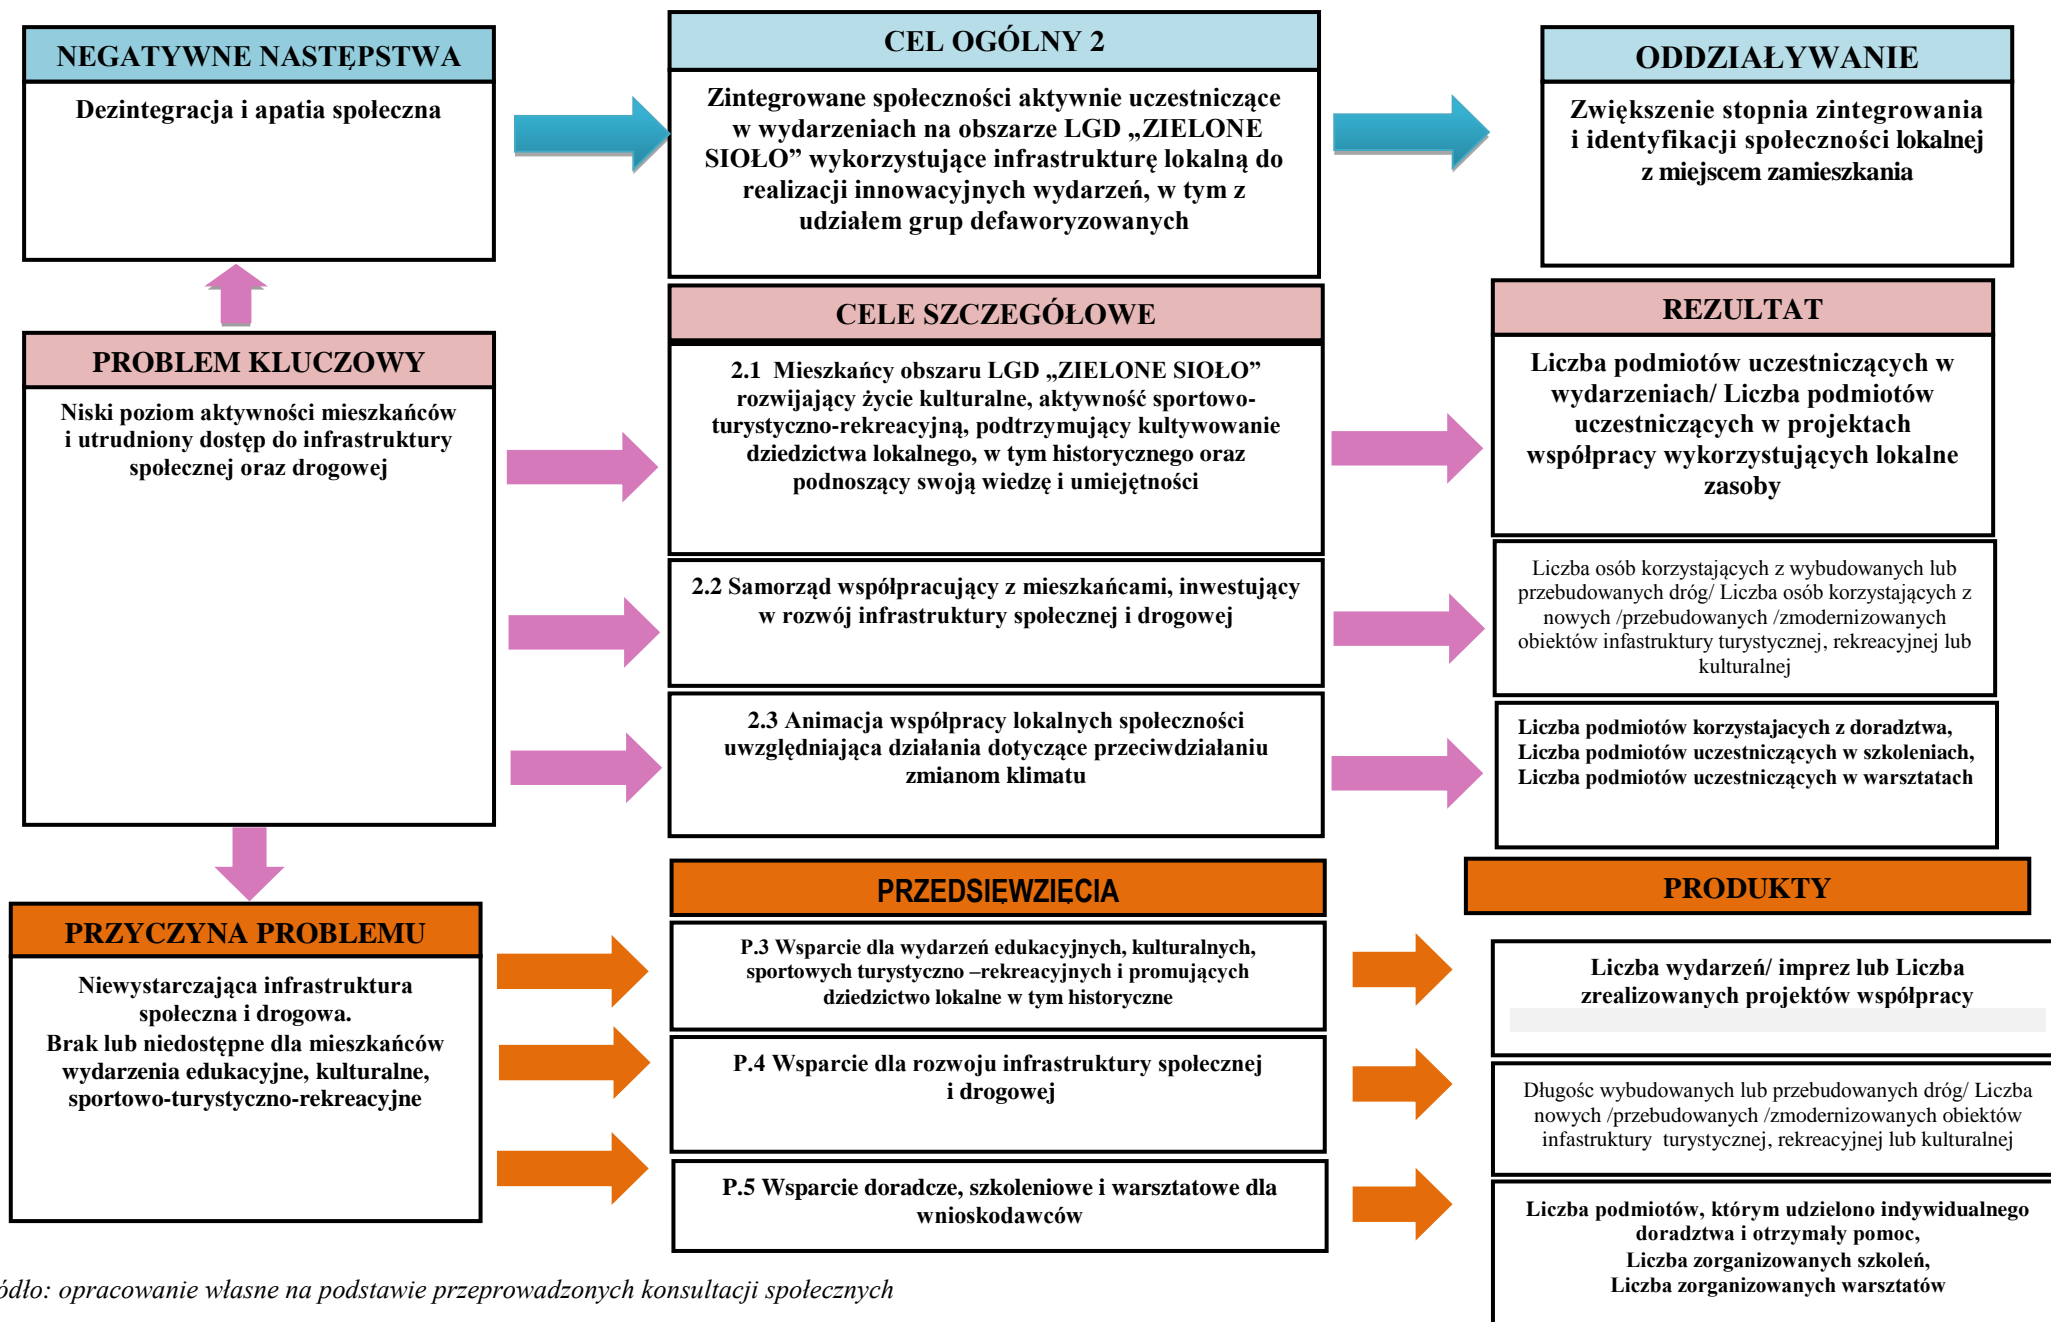 NEGATYWNE NASTĘPSTWA
Dezintegracja i apatia społeczna
CEL OGÓLNY 2
Zintegrowane społeczności aktywnie uczestniczące
w wydarzeniach na obszarze LGD „ZIELONE
SIOŁO” wykorzystujące infrastrukturę lokalną do
realizacji innowacyjnych wydarzeń, w tym z
udziałem grup defaworyzowanych
ODDZIAŁYWANIE
Zwiększenie stopnia zintegrowania
i identyfikacji społeczności lokalnej
z miejscem zamieszkania
PROBLEM KLUCZOWY
Niski poziom aktywności mieszkańców
i utrudniony dostęp do infrastruktury
społecznej oraz drogowej
CELE SZCZEGÓŁOWE
2.1 Mieszkańcy obszaru LGD „ZIELONE SIOŁO”
rozwijający życie kulturalne, aktywność sportowo-
turystyczno-rekreacyjną, podtrzymujący kultywowanie
dziedzictwa lokalnego, w tym historycznego oraz
podnoszący swoją wiedzę i umiejętności
2.2 Samorząd współpracujący z mieszkańcami, inwestujący
w rozwój infrastruktury społecznej i drogowej
2.3 Animacja współpracy lokalnych społeczności
uwzględniająca działania dotyczące przeciwdziałaniu
zmianom klimatu
REZULTAT
Liczba podmiotów uczestniczących w
wydarzeniach/ Liczba podmiotów
uczestniczących w projektach
współpracy wykorzystujących lokalne
zasoby
Liczba osób korzystających z wybudowanych lub
przebudowanych dróg/ Liczba osób korzystających z
nowych /przebudowanych /zmodernizowanych
obiektów infastruktury turystycznej, rekreacyjnej lub
kulturalnej
Liczba podmiotów korzystajacych z doradztwa,
Liczba podmiotów uczestniczących w szkoleniach,
Liczba podmiotów uczestniczących w warsztatach
PRZYCZYNA PROBLEMU
Niewystarczająca infrastruktura
społeczna i drogowa.
Brak lub niedostępne dla mieszkańców
wydarzenia edukacyjne, kulturalne,
sportowo-turystyczno-rekreacyjne
PRZEDSIĘWZIĘCIA
P.3 Wsparcie dla wydarzeń edukacyjnych, kulturalnych,
sportowych turystyczno –rekreacyjnych i promujących
dziedzictwo lokalne w tym historyczne
P.4 Wsparcie dla rozwoju infrastruktury społecznej
i drogowej
P.5 Wsparcie doradcze, szkoleniowe i warsztatowe dla
wnioskodawców
PRODUKTY
Liczba wydarzeń/ imprez lub Liczba
zrealizowanych projektów współpracy
Długośc wybudowanych lub przebudowanych dróg/ Liczba
nowych /przebudowanych /zmodernizowanych obiektów
infastruktury turystycznej, rekreacyjnej lub kulturalnej
Liczba podmiotów, którym udzielono indywidualnego
doradztwa i otrzymały pomoc,
Liczba zorganizowanych szkoleń,
Liczba zorganizowanych warsztatów
ódło: opracowanie własne na podstawie przeprowadzonych konsultacji społecznych